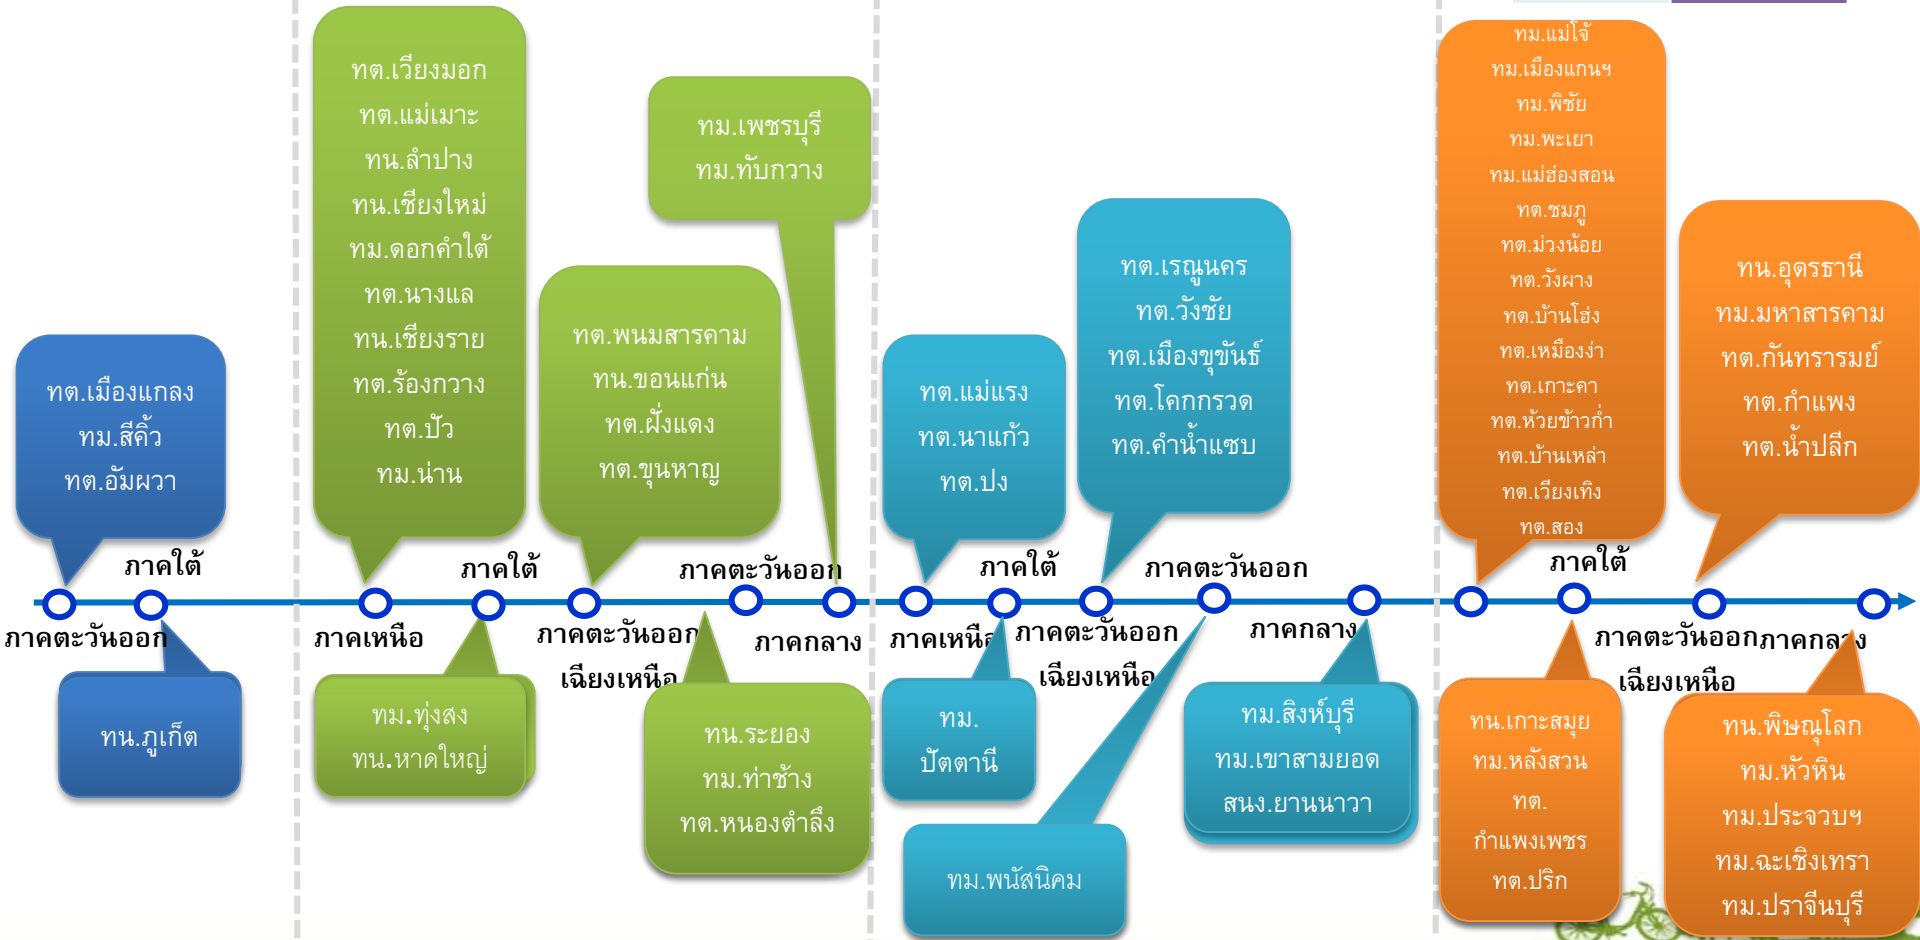 ทต.เมืองแกลง
ทม.สีคิ้ว
ทต.อัมผวา
ภาคใต้
ภาคตะวันออก
ทน.ภูเก็ต
ทต.เวียงมอก
ทต.แม่เมาะ
ทน.ลำปาง
ทน.เชียงใหม่
ทม.ดอกคำใต้
ทต.นางแล
ทน.เชียงราย
ทต.ร้องกวาง
ทต.ปัว
ทม.น่าน
ภาคเหนือ
ภาคใต้
ทม.ทุ่งสง
ทน.หาดใหญ่
ทต.พนมสารคาม
ทน.ขอนแก่น
ทต.ฝั่งแดง
ทต.ขุนหาญ
ภาคตะวันออก
เฉียงเหนือ
ภาคตะวันออก
ทน.ระยอง
ทม.ท่าช้าง
ทต.หนองตำลึง
ทม.เพชรบุรี
ทม.ทับกวาง
ภาคกลาง
ทต.แม่แรง
ทต.นาแก้ว
ทต.ปง
ภาคเหนือ
ภาคใต้
ทม.
ปัตตานี
ทต.เรณูนคร
ทต.วังชัย
ทต.เมืองขุขันธ์
ทต.โคกกรวด
ทต.คำน้ำแซบ
ภาคตะวันออก
เฉียงเหนือ
ภาคตะวันออก
ทม.พนัสนิคม
ภาคกลาง
ทม.สิงห์บุรี
ทม.เขาสามยอด
สนง.ยานนาวา
ทม.แม่โจ้
ทม.เมืองแกนฯ
ทม.พิชัย
ทม.พะเยา
ทม.แม่ฮ่องสอน
ทต.ชมภู
ทต.ม่วงน้อย
ทต.วังผาง
ทต.บ้านโฮ่ง
ทต.เหมืองง่า
ทต.เกาะคา
ทต.ห้วยข้าวก่ำ
ทต.บ้านเหล่า
ทต.เวียงเทิง
ทต.สอง
ภาคใต้
ทน.เกาะสมุย
ทม.หลังสวน
ทต.
กำแพงเพชร
ทต.ปริก
ทน.อุดรธานี
ทม.มหาสารคาม
ทต.กันทรารมย์
ทต.กำแพง
ทต.น้ำปลีก
ภาคตะวันออก
เฉียงเหนือ
ภาคกลาง
ทน.พิษณุโลก
ทม.หัวหิน
ทม.ประจวบฯ
ทม.ฉะเชิงเทรา
ทม.ปราจีนบุรี